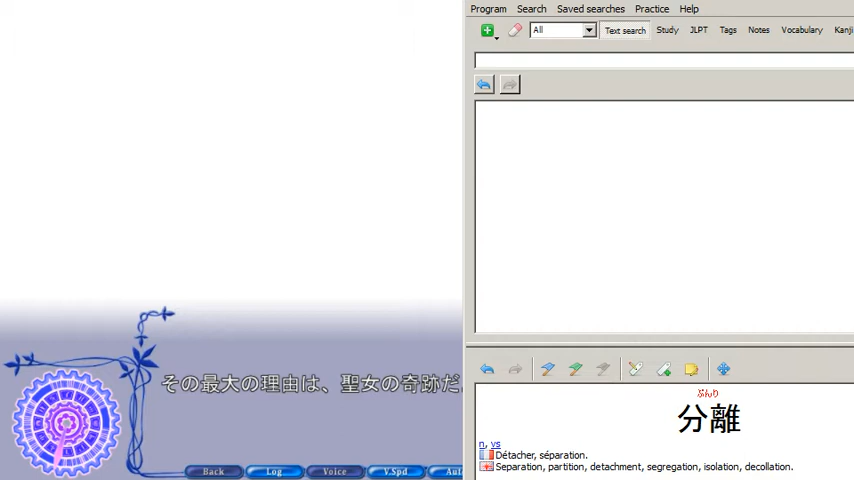 Program Search Saved searches Practice Help
All Text search Study JLPT Tags Notes Vocabulary Kanji
その最大の理由は、聖女の奇跡だ
Back Log Voice V.Spd Aut
ぶんり
分離
n, vs
Détacher, séparation.
Separation, partition, detachment, segregation, isolation, decollation.